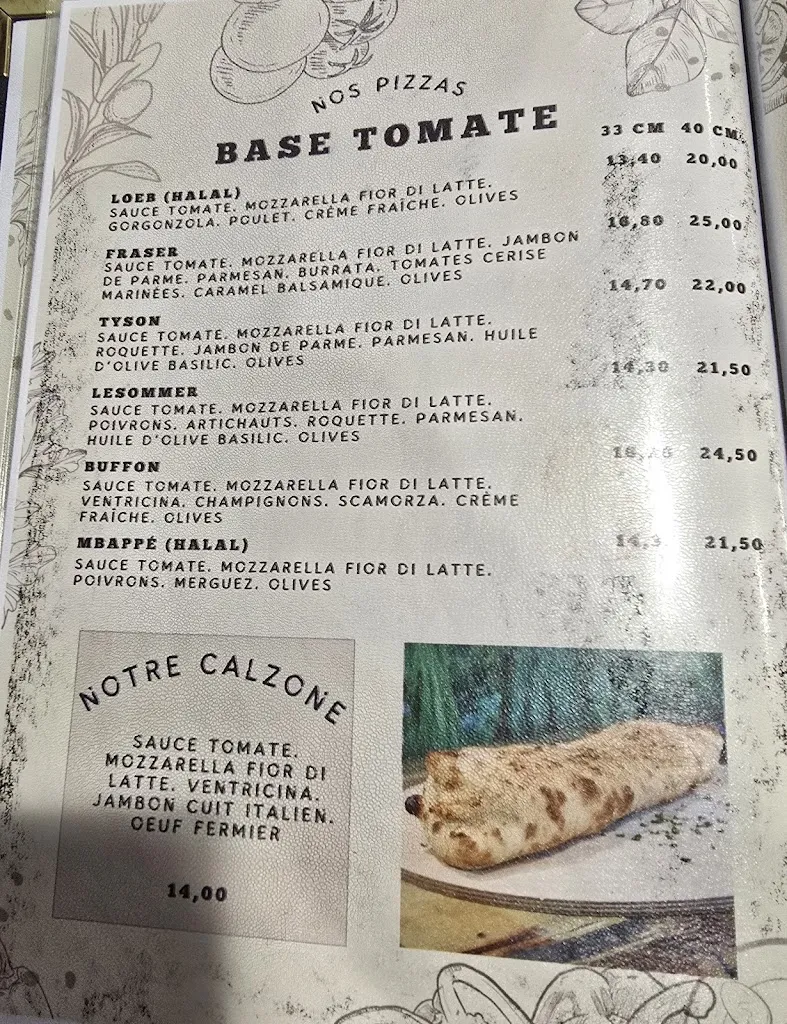 NOS PIZZAS
BASE TOMATE
33 CM 40 CM
LOEB (HALAL) 13,40 20,00
SAUCE TOMATE. MOZZARELLA FIOR DI LATTE.
GORGONZOLA. POULET. CRÈME FRAÎCHE. OLIVES
FRASER 16,80 25,00
SAUCE TOMATE. MOZZARELLA FIOR DI LATTE. JAMBON
DE PARME. PARMESAN. BURRATA. TOMATES CERISE
MARINÉES. CARAMEL BALSAMIQUE. OLIVES
TYSON 14,70 22,00
SAUCE TOMATE. MOZZARELLA FIOR DI LATTE.
ROQUETTE. JAMBON DE PARME. PARMESAN. HUILE
D'OLIVE BASILIC. OLIVES
LESOMMER 14,30 21,50
SAUCE TOMATE. MOZZARELLA FIOR DI LATTE.
POIVRONS. ARTICHAUTS. ROQUETTE. PARMESAN.
HUILE D'OLIVE BASILIC. OLIVES
BUFFON 24,50
SAUCE TOMATE. MOZZARELLA FIOR DI LATTE.
VENTRICINA. CHAMPIGNONS. SCAMORZA. CRÈME
FRAÎCHE. OLIVES
MBAPPÉ (HALAL) 21,50
SAUCE TOMATE. MOZZARELLA FIOR DI LATTE.
POIVRONS. MERGUEZ. OLIVES
NOTRE CALZONE
SAUCE TOMATE.
MOZZARELLA FIOR DI
LATTE. VENTRICINA.
JAMBON CUIT ITALIEN.
OEUF FERMIER
14,00